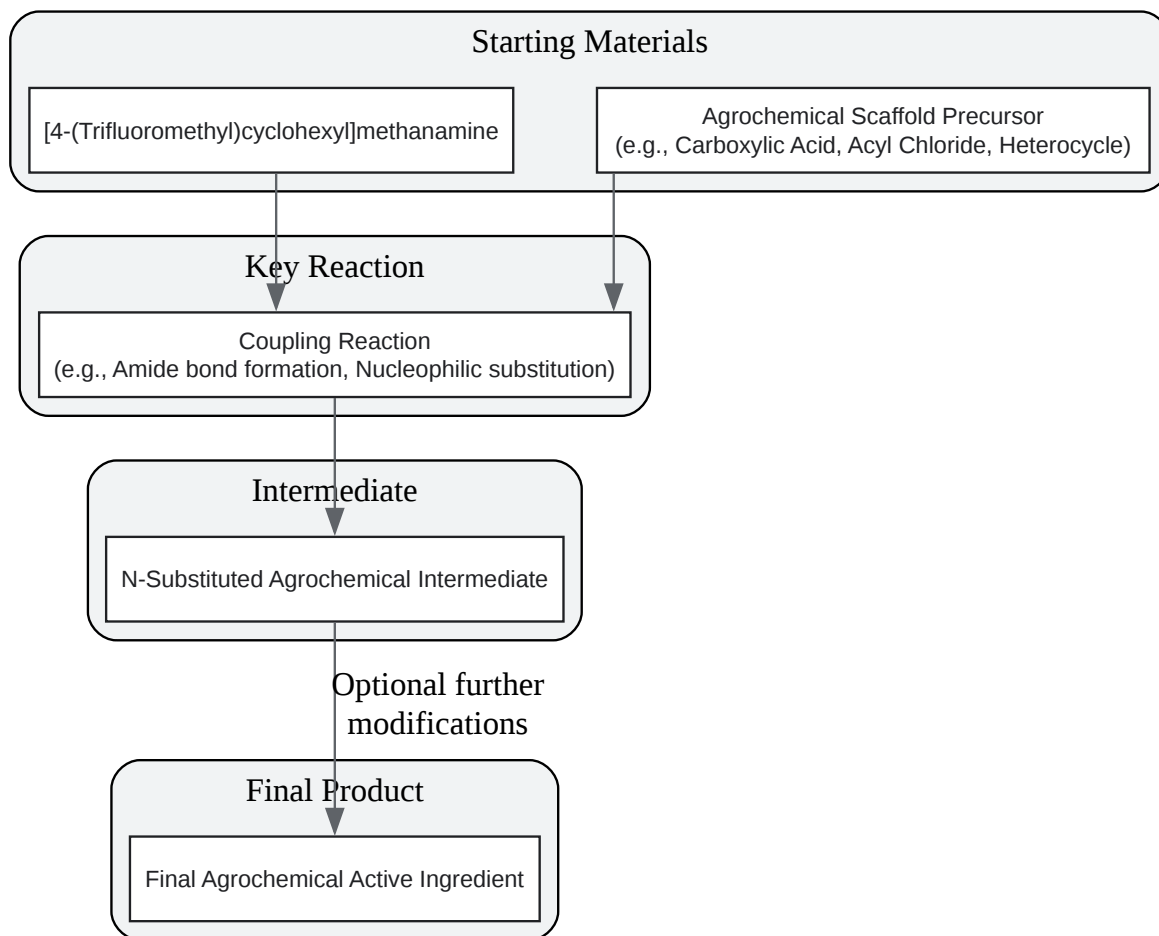 Starting Materials
[4-(Trifluoromethyl)cyclohexyl]methanamine
Agrochemical Scaffold Precursor
(e.g., Carboxylic Acid, Acyl Chloride, Heterocycle)
Key Reaction
Coupling Reaction
(e.g., Amide bond formation, Nucleophilic substitution)
Intermediate
N-Substituted Agrochemical Intermediate
Optional further
modifications
Final Product
Final Agrochemical Active Ingredient